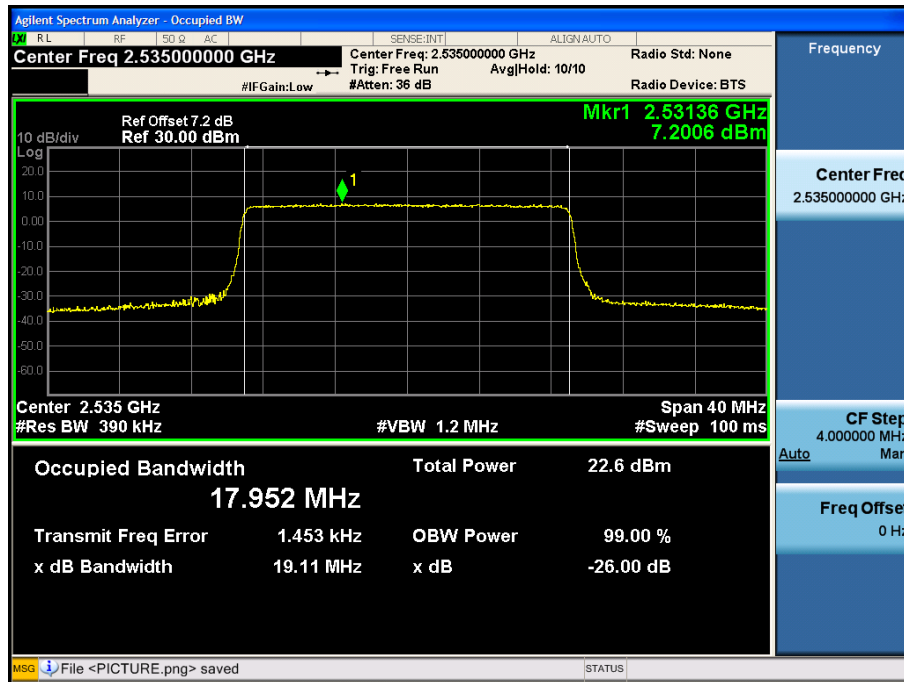 Agilent Spectrum Analyzer - Occupied BW
LXI RL RF 50 Ω AC SENSE:INT ALIGNAUTO
Center Freq 2.535000000 GHz
Center Freq: 2.535000000 GHz Radio Std: None
Trig: Free Run Avg|Hold: 10/10
#IFGain:Low #Atten: 36 dB Radio Device: BTS
Mkr1 2.53136 GHz
7.2006 dBm
Ref Offset 7.2 dB
10 dB/div Ref 30.00 dBm
Log
20.0
10.0
0.00
-10.0
-20.0
-30.0
-40.0
-50.0
-60.0
1
Center 2.535 GHz Span 40 MHz
#Res BW 390 kHz #VBW 1.2 MHz #Sweep 100 ms
Occupied Bandwidth Total Power 22.6 dBm
17.952 MHz
Transmit Freq Error 1.453 kHz OBW Power 99.00 %
x dB Bandwidth 19.11 MHz x dB -26.00 dB
MSG File <PICTURE.png> saved STATUS
Frequency
Center Freq
2.535000000 GHz
CF Step
4.000000 MHz
Auto Man
Freq Offset
0 Hz